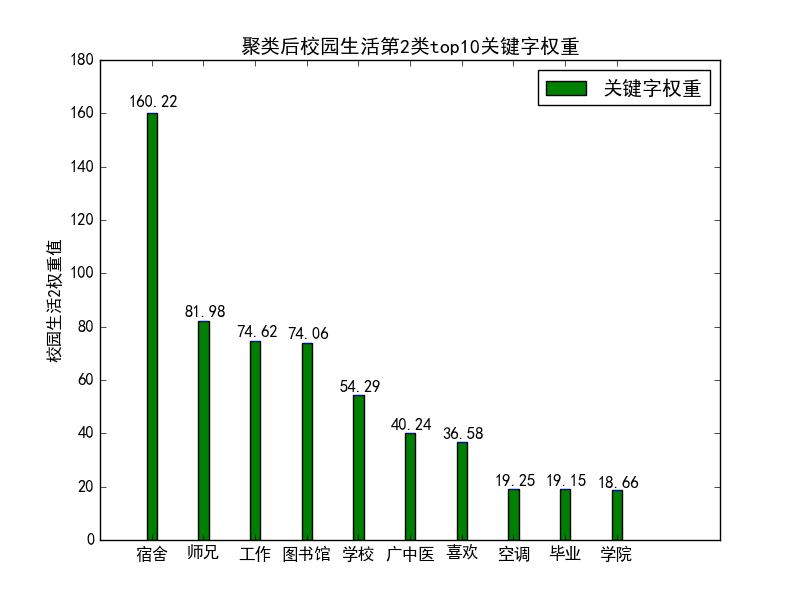 聚类后校园生活第2类top10关键字权重
关键字权重
校园生活2权重值
180
160
140
120
100
80
60
40
20
0
160.22
81.98
74.62
74.06
54.29
40.24
36.58
19.25
19.15
18.66
宿舍
师兄
工作
图书馆
学校
广中医
喜欢
空调
毕业
学院